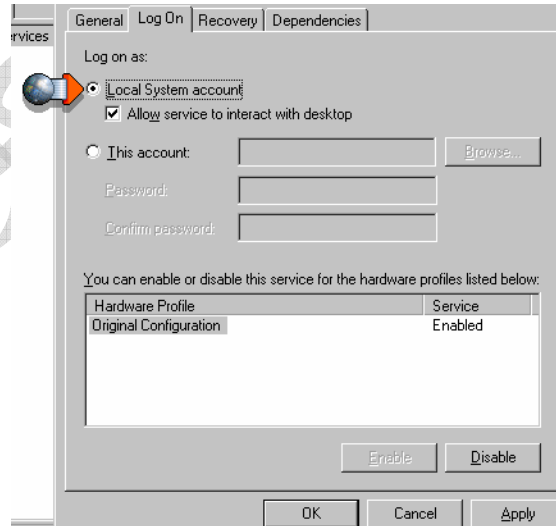 General Log On Recovery Dependencies
ervices
Log on as:
Local System account
Allow service to interact with desktop
This account:
Browse...
Password:
Confirm password:
You can enable or disable this service for the hardware profiles listed below:
Hardware Profile Service
Original Configuration Enabled
Enable Disable
OK Cancel Apply